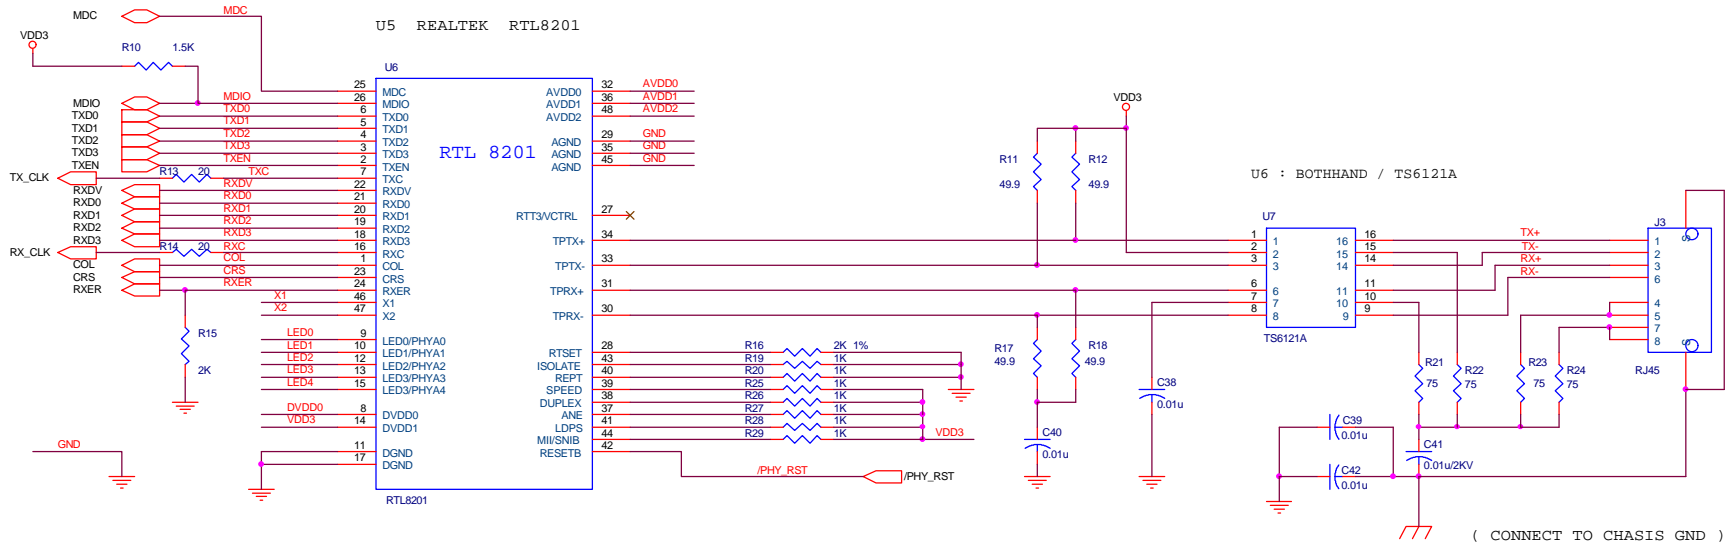 MDC
MDC
U5 REALTEK RTL8201
VDD3
R10 1.5K
U6
MDIO
TXD0
TXD1
TXD2
TXD3
TXEN
TX_CLK
RXDV
RXD0
RXD1
RXD2
RXD3
RX_CLK
COL
CRS
RXER
MDIO
TXD0
TXD1
TXD2
TXD3
TXEN
R13 20 TXC
RXDV
RXD0
RXD1
RXD2
RXD3
R14 20 RXC
COL
CRS
RXER
X1
X2
R15
2K
LED0
LED1
LED2
LED3
LED4
DVDD0
VDD3
GND
25 MDC
26 MDIO
6 TXD0
5 TXD1
4 TXD2
3 TXD3
2 TXEN
7 TXC
22 RXDV
21 RXD0
20 RXD1
19 RXD2
18 RXD3
16 RXC
1 COL
23 CRS
24 RXER
46 X1
47 X2
9 LED0/PHYA0
10 LED1/PHYA1
12 LED2/PHYA2
13 LED3/PHYA3
15 LED3/PHYA4
8 DVDD0
14 DVDD1
11 DGND
17 DGND
RTL 8201
RTL8201
AVDD0 32 AVDD0
AVDD1 36 AVDD1
AVDD2 48 AVDD2
AGND 29 GND
AGND 35 GND
AGND 45 GND
RTT3/VCTRL 27
TPTX+ 34
TPTX- 33
TPRX+ 31
TPRX- 30
RTSET 28 R16 2K 1%
ISOLATE 43 R19 1K
REPT 40 R20 1K
SPEED 39 R25 1K
DUPLEX 38 R26 1K
ANE 37 R27 1K
LDPS 41 R28 1K
MII/SNIB 44 R29 1K VDD3
RESETB 42
/PHY_RST
/PHY_RST
VDD3
R11
49.9
R12
49.9
R17
49.9
R18
49.9
C40
0.01u
C38
0.01u
U6 : BOTHHAND / TS6121A
U7
1 1 16 16
2 2 15 15
3 3 14 14
6 6 11 11
7 7 10 10
8 8 9 9
TS6121A
TX+
TX-
RX+
RX-
J3
1
2
3
6
4
5
7
8
S
S
RJ45
R21
75
R22
75
R23
75
R24
75
C39
0.01u
C41
0.01u/2KV
C42
0.01u
( CONNECT TO CHASIS GND )